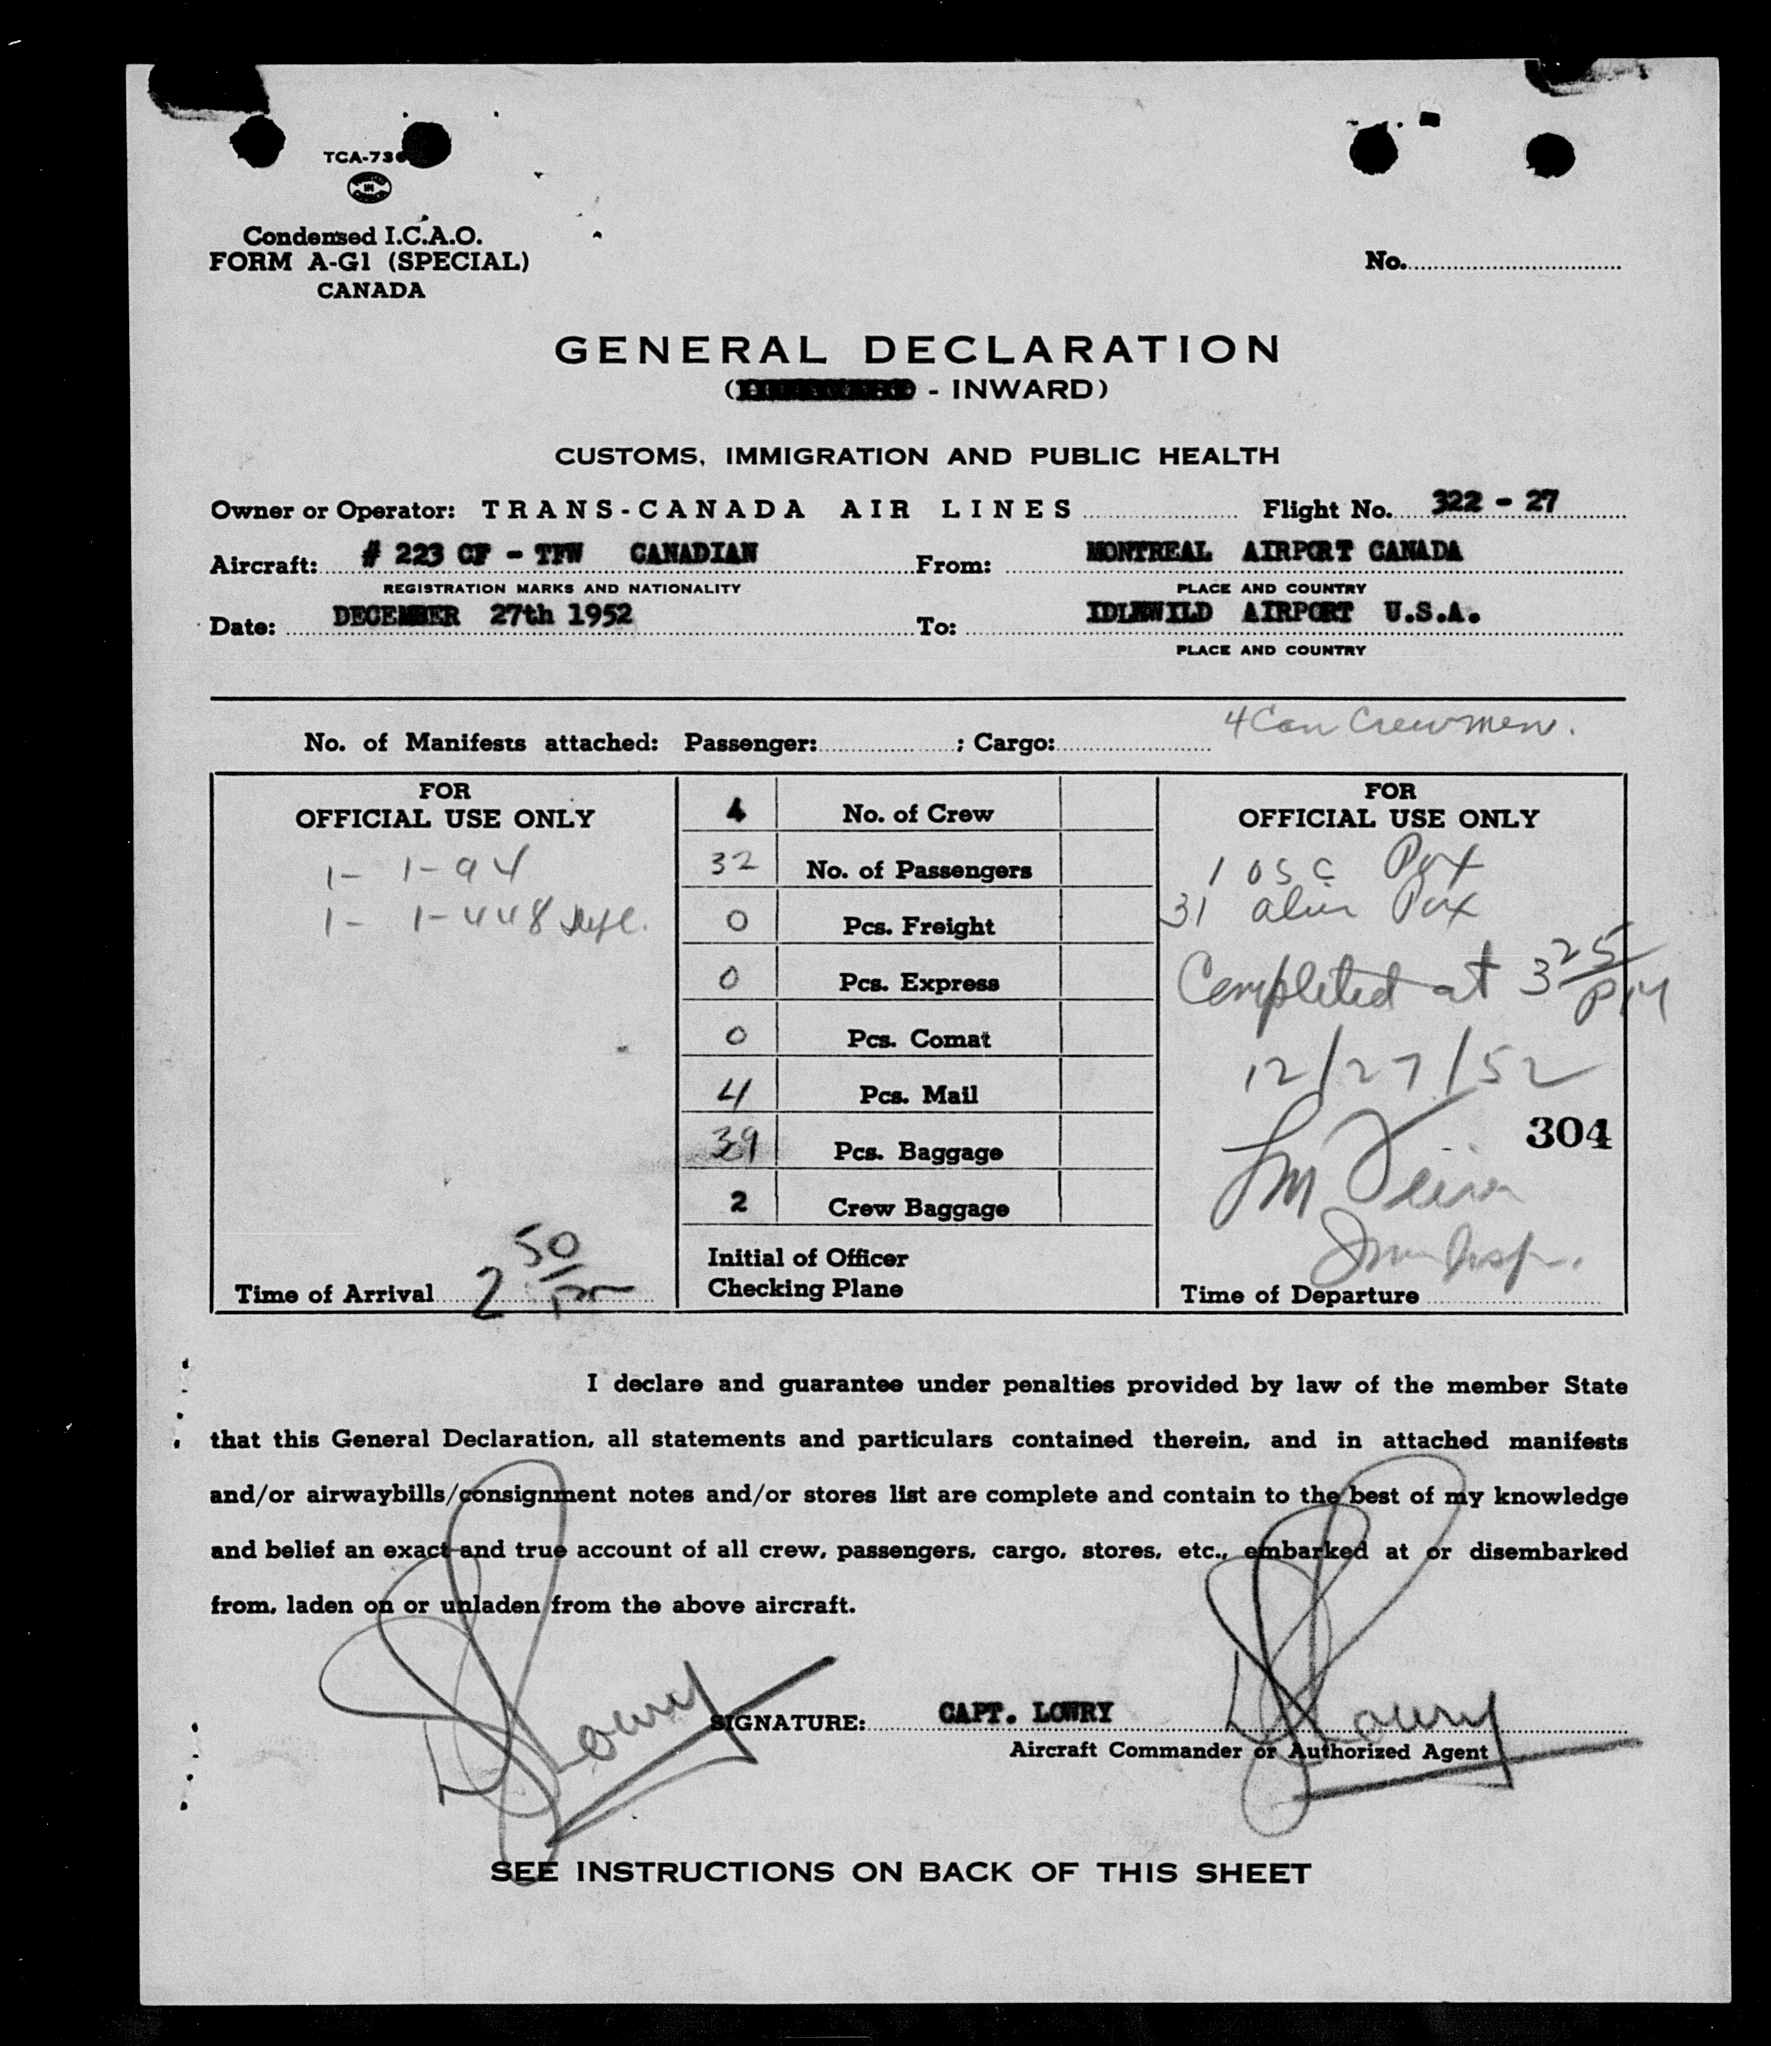 TCA-73
IN
Condensed I.C.A.O.
FORM A-G1 (SPECIAL)
CANADA
No.
GENERAL DECLARATION
( - INWARD)
CUSTOMS, IMMIGRATION AND PUBLIC HEALTH
Owner or Operator: TRANS-CANADA AIR LINES Flight No. 322 - 27
Aircraft: # 223 CF - TFW CANADIAN From: MONTREAL AIRPORT CANADA
REGISTRATION MARKS AND NATIONALITY PLACE AND COUNTRY
Date: DECEMBER 27th 1952 To: IDLEWILD AIRPORT U.S.A.
PLACE AND COUNTRY
4 Can Crewmen.
No. of Manifests attached: Passenger: ; Cargo:
FOR
OFFICIAL USE ONLY
1- 1-94
1- 1-448
Time of Arrival 2 50 PM
4 No. of Crew
32 No. of Passengers
0 Pcs. Freight
0 Pcs. Express
0 Pcs. Comat
4 Pcs. Mail
39 Pcs. Baggage
2 Crew Baggage
Initial of Officer
Checking Plane
FOR
OFFICIAL USE ONLY
1 USC Pax
31 alien Pax
Completed at 3 25 PM
12/27/52
304
Time of Departure
I declare and guarantee under penalties provided by law of the member State
that this General Declaration, all statements and particulars contained therein, and in attached manifests
and/or airwaybills/consignment notes and/or stores list are complete and contain to the best of my knowledge
and belief an exact and true account of all crew, passengers, cargo, stores, etc., embarked at or disembarked
from, laden on or unladen from the above aircraft.
Lowry
SIGNATURE: CAPT. LOWRY Lowry
Aircraft Commander or Authorized Agent
SEE INSTRUCTIONS ON BACK OF THIS SHEET